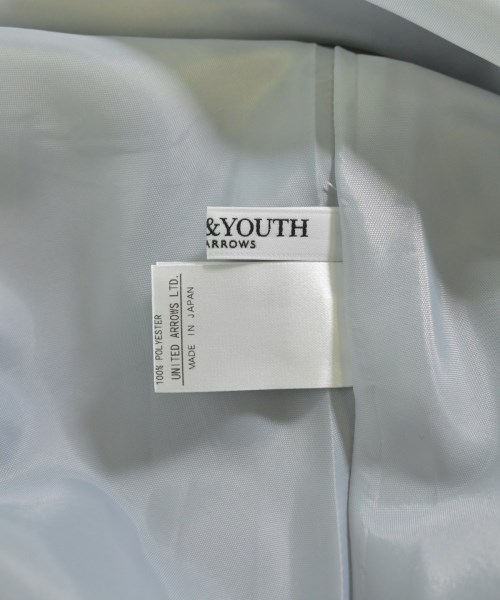 &YOUTH
ARROWS
100% POLYESTER
UNITED ARROWS LTD.
MADE IN JAPAN